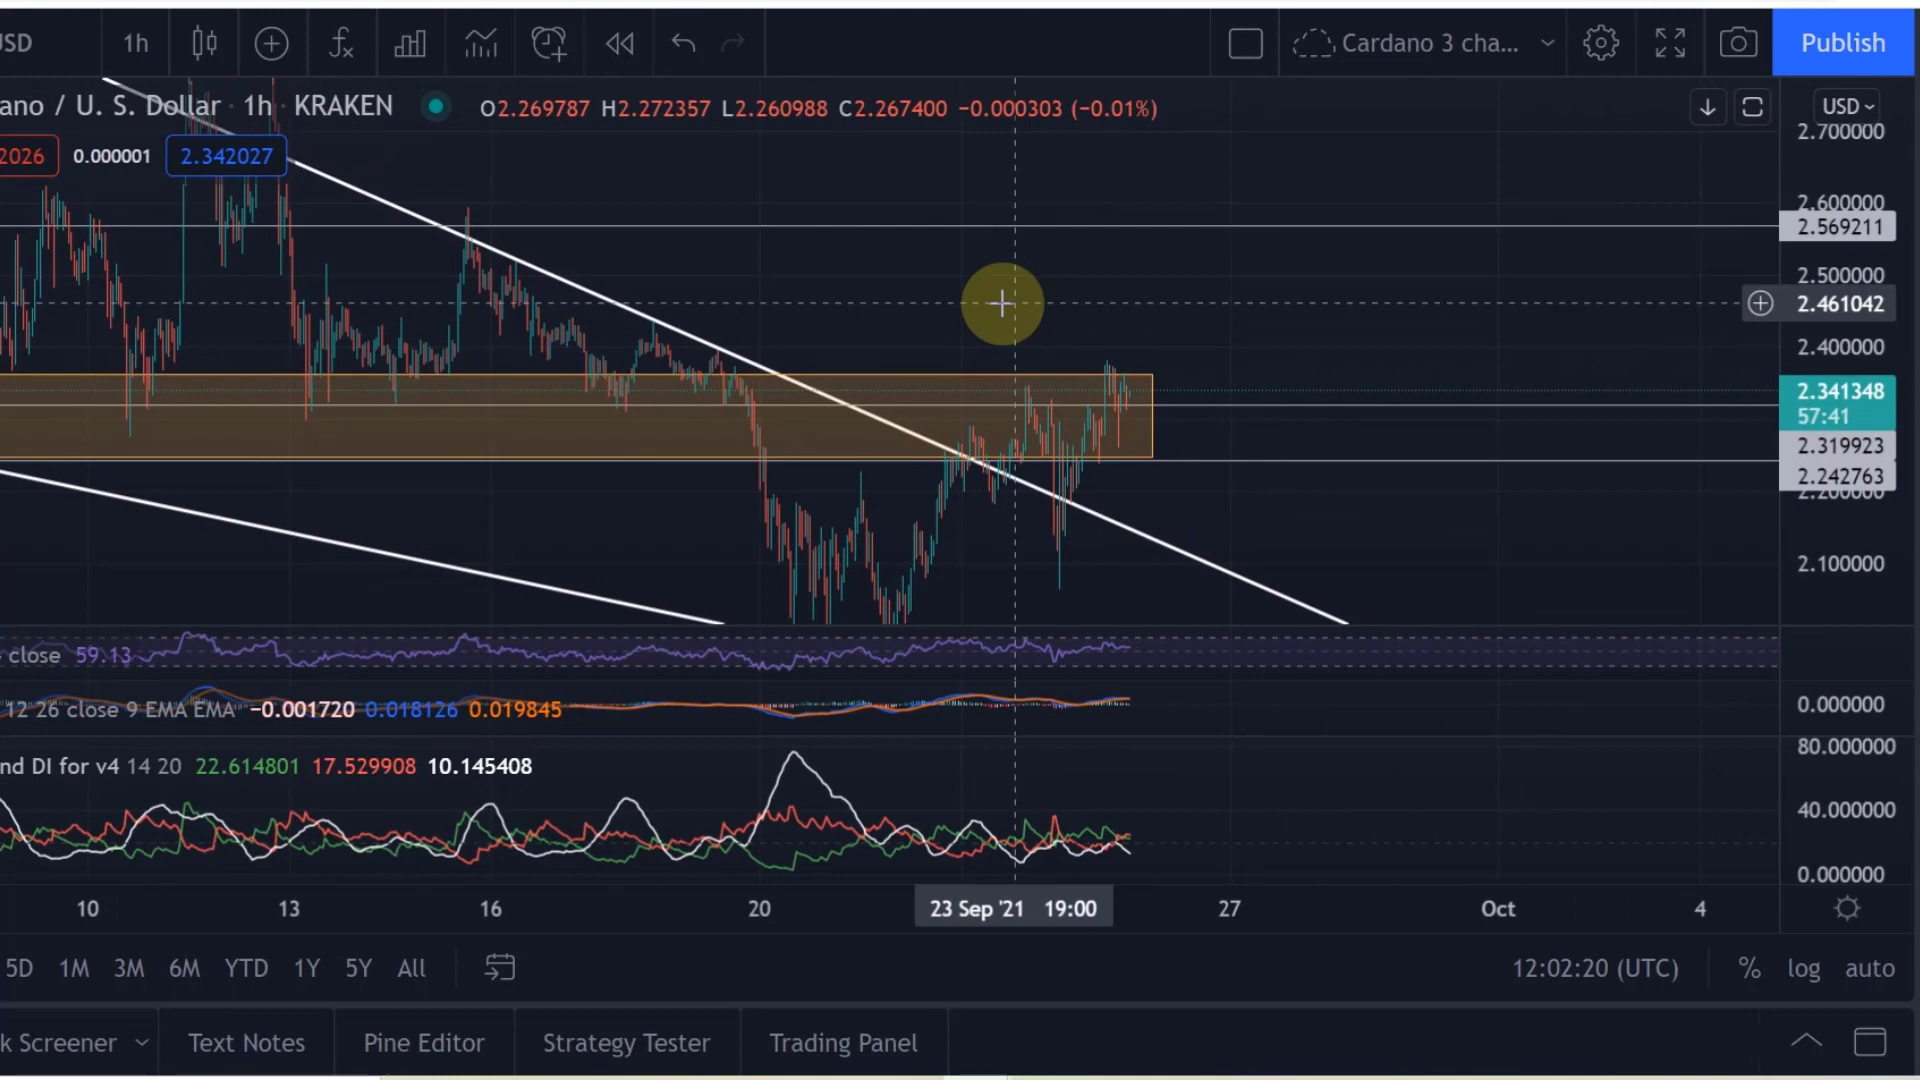 1h
Cardano 3 cha...
Publish
/ U. S. Dollar · 1h · KRAKEN
O2.269787 H2.272357 L2.260988 C2.267400 −0.000303 (−0.01%)
USD
2.700000
0.000001
2.342027
2.600000
2.569211
2.500000
2.461042
2.400000
2.341348
57:41
2.319923
2.242763
2.200000
2.100000
close 59.13
12 26 close 9 EMA EMA −0.001720 0.018126 0.019845
0.000000
DI for v4 14 20 22.614801 17.529908 10.145408
80.000000
40.000000
0.000000
10
13
16
20
23 Sep '21 19:00
27
Oct
4
5D 1M 3M 6M YTD 1Y 5Y All
12:02:20 (UTC)
%
log
auto
Screener
Text Notes
Pine Editor
Strategy Tester
Trading Panel